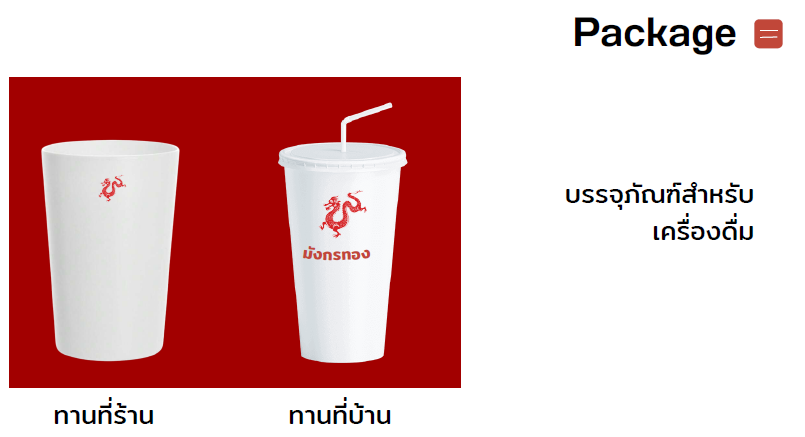 Package
มังกรทอง
บรรจุภัณฑ์สำหรับ
เครื่องดื่ม
ทานที่ร้าน
ทานที่บ้าน